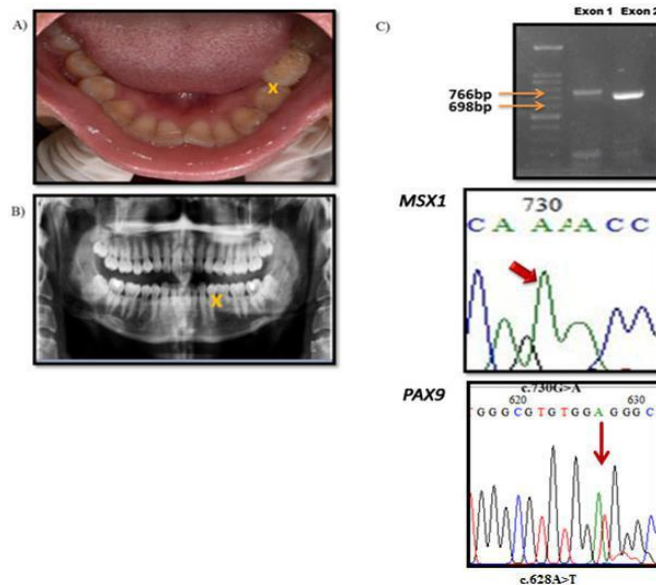 A)
X
B)
X
C)
Exon 1 Exon 2
766bp
698bp
MSX1
730
C A A A A C C
c.730G>A
PAX9
620 630
T G G G C G T G T G G A G G G C
c.628A>T